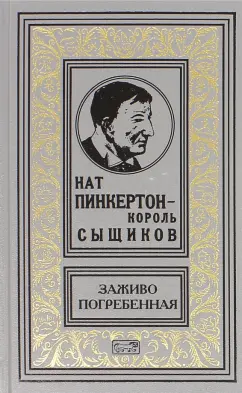 НАТ
ПИНКЕРТОН-
КОРОЛЬ
СЫЩИКОВ
ЗАЖИВО
ПОГРЕБЕННАЯ